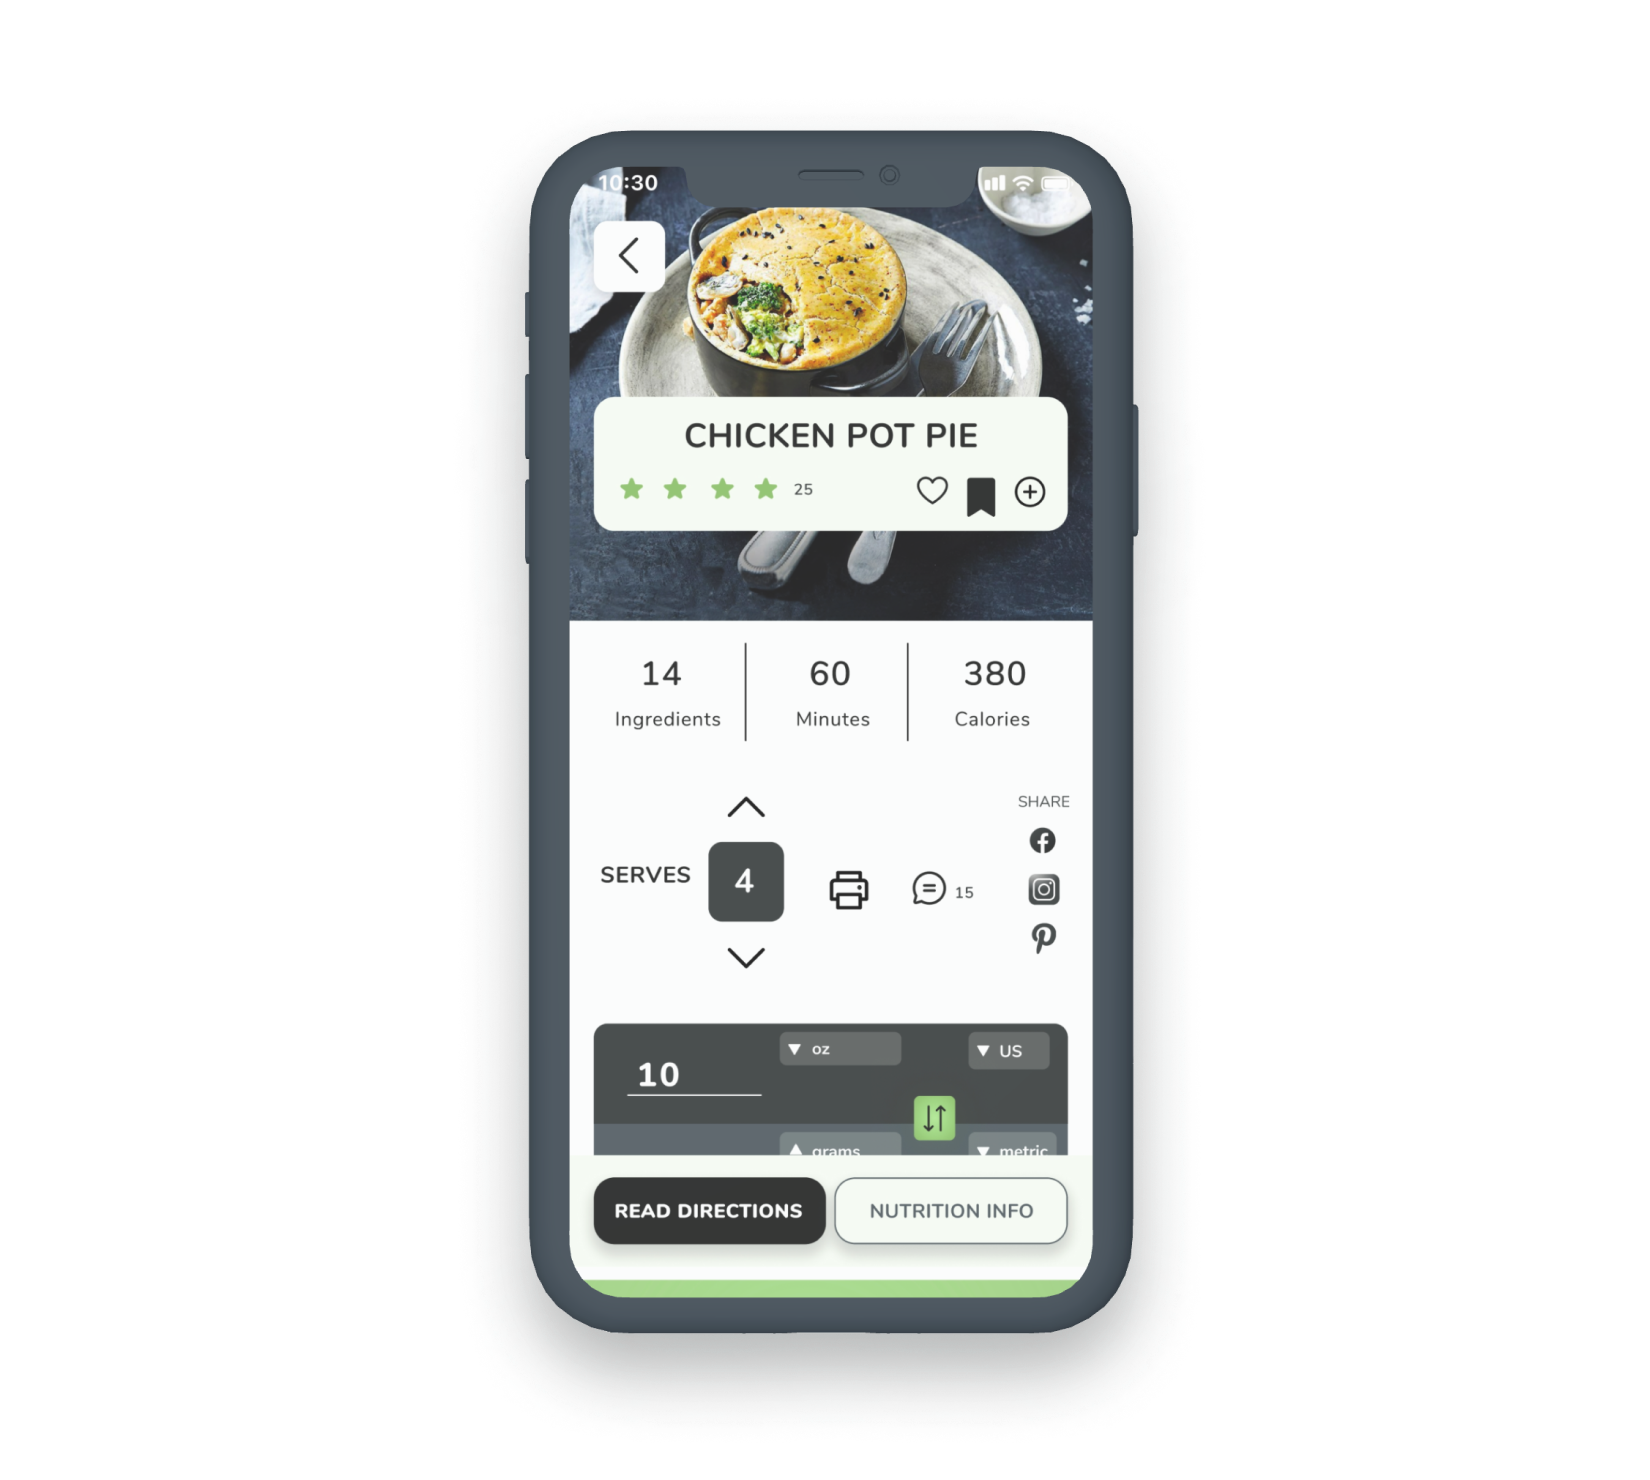 10:30
CHICKEN POT PIE
25
14 60 380
Ingredients Minutes Calories
SHARE
SERVES 4
15
10
oz US
grams metric
READ DIRECTIONS NUTRITION INFO